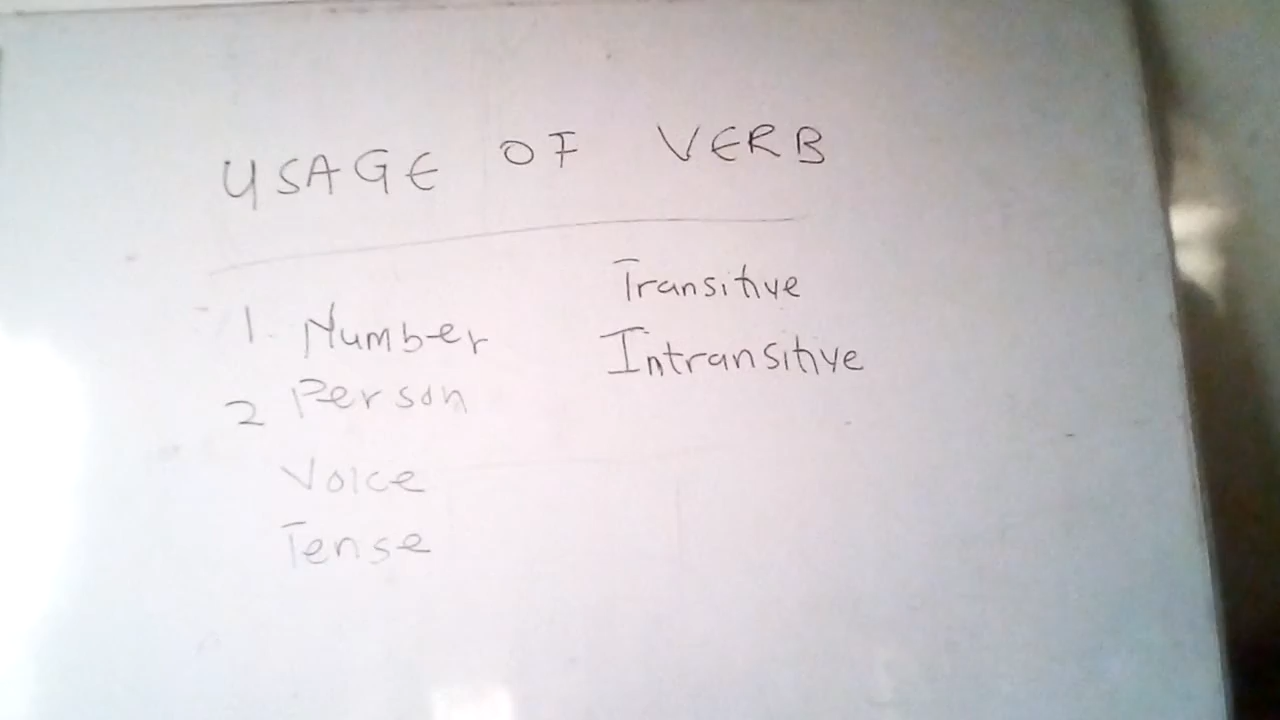 USAGE OF VERB
1. Number
2 Person
Voice
Tense
Transitive
Intransitive